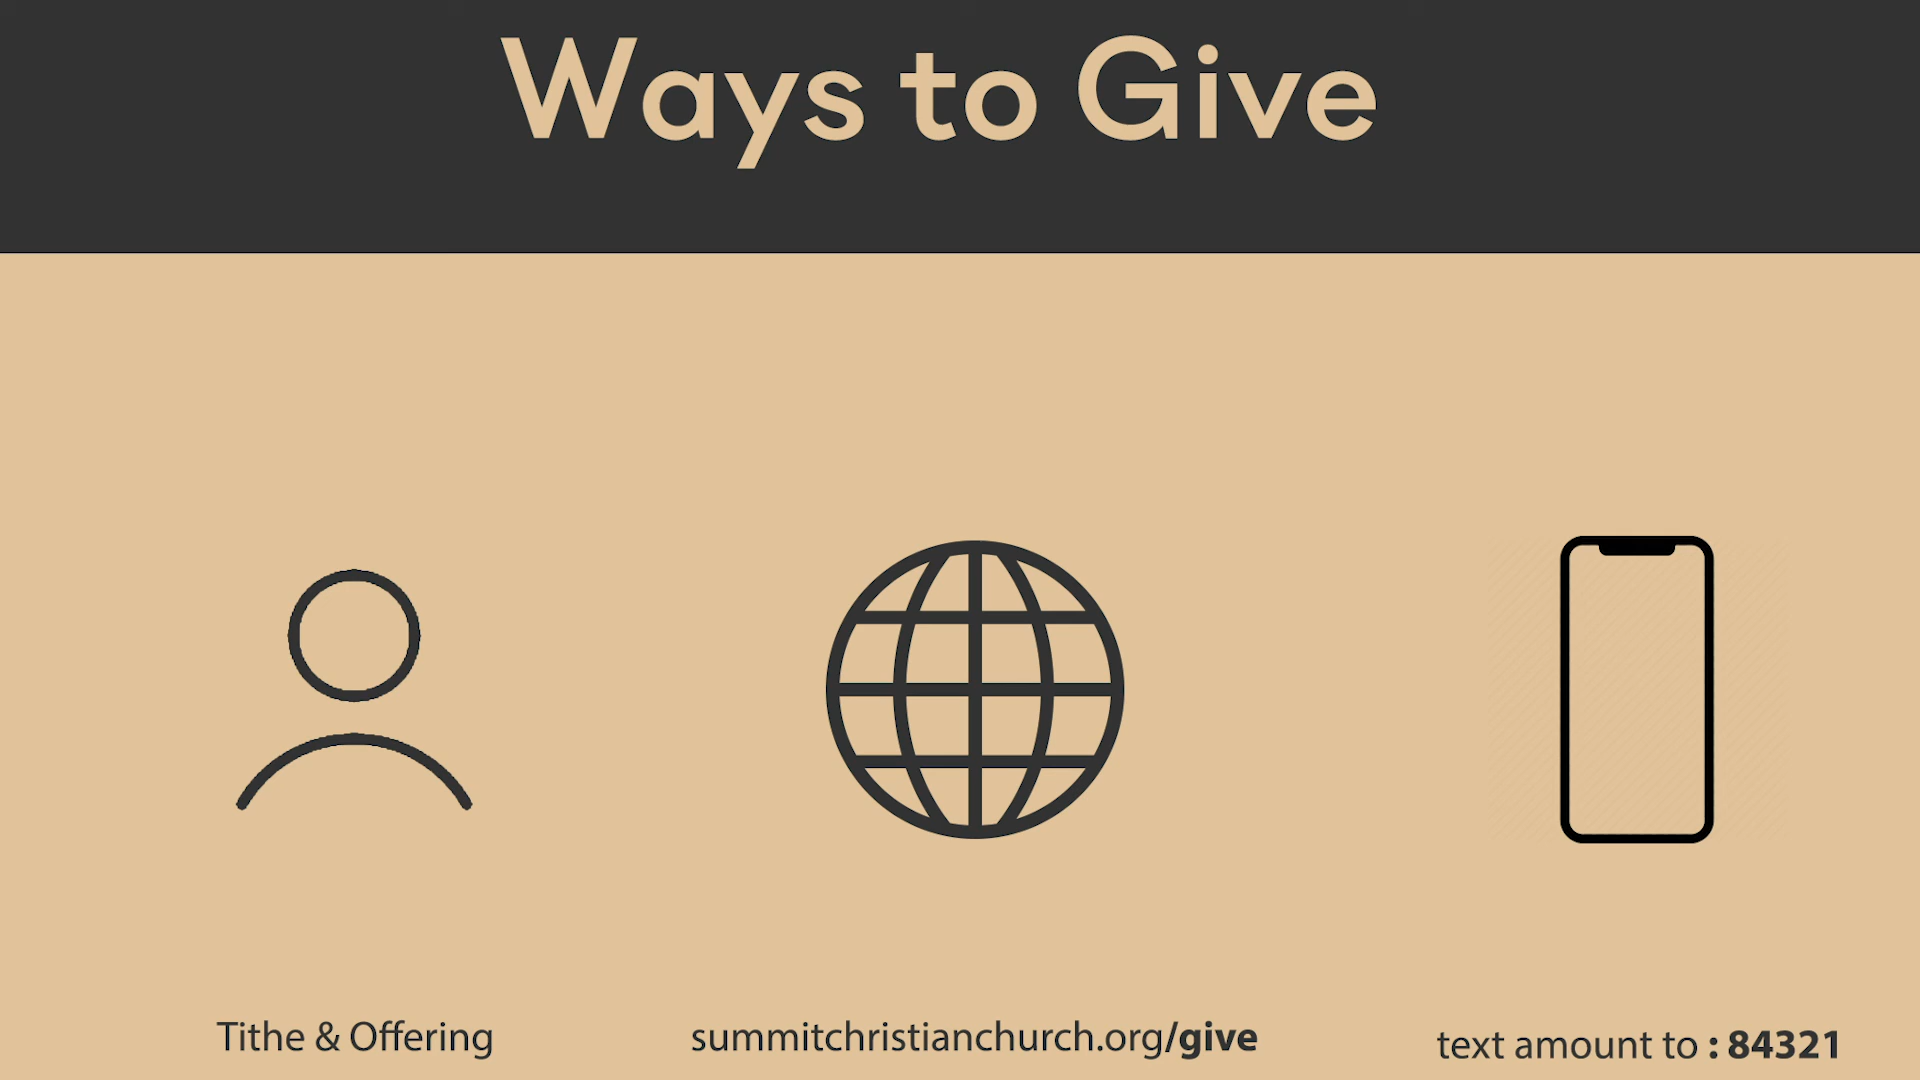 Ways to Give
Tithe & Offering
summitchristianchurch.org/give
text amount to : 84321